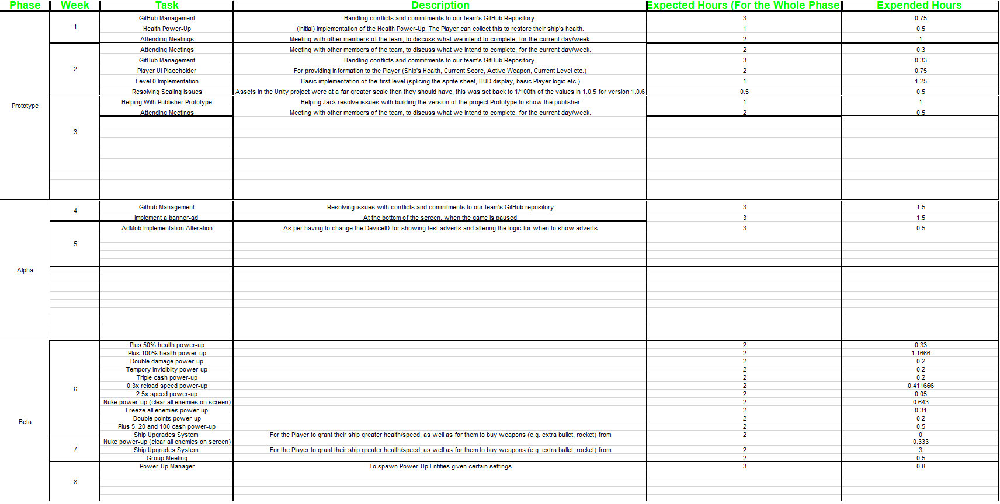 Phase Week Task Description Expected Hours (For the Whole Phase Expended Hours
GitHub Management Handling conflicts and commitments to our team's GitHub Repository. 3 0.75
1 Health Power-Up (Initial) Implementation of the Health Power-Up. The Player can collect this to restore their ship's health. 1 0.5
Attending Meetings Meeting with other members of the team, to discuss what we intend to complete, for the current day/week. 2 1
Attending Meetings Meeting with other members of the team, to discuss what we intend to complete, for the current day/week. 2 0.3
GitHub Management Handling conflicts and commitments to our team's GitHub Repository. 3 0.33
2 Player UI Placeholder For providing information to the Player (Ship's Health, Current Score, Active Weapon, Current Level etc.) 2 0.75
Level 0 Implementation Basic implementation of the first level (splicing the sprite sheet, HUD display, basic Player logic etc.) 1 1.25
Resolving Scaling Issues Assets in the Unity project were at a far greater scale then they should have, this was set back to 1/100th of the values in 1.0.5 for version 1.0.6 0.5 0.5
Prototype Helping With Publisher Prototype Helping Jack resolve issues with building the version of the project Prototype to show the publisher 1 1
Attending Meetings Meeting with other members of the team, to discuss what we intend to complete, for the current day/week. 2 0.5
3
Github Management Resolving issues with conflicts and commitments to our team's GitHub repository 3 1.5
4 Implement a banner-ad At the bottom of the screen, when the game is paused 3 1.5
AdMob Implementation Alteration As per having to change the DeviceID for showing test adverts and altering the logic for when to show adverts 3 0.5
5
Alpha
Plus 50% health power-up 2 0.33
Plus 100% health power-up 2 1.1666
Double damage power-up 2 0.2
Tempory inviciblity power-up 2 0.2
Triple cash power-up 2 0.2
6 0.3x reload speed power-up 2 0.411666
2.5x speed power-up 2 0.05
Nuke power-up (clear all enemies on screen) 2 0.643
Freeze all enemies power-up 2 0.31
Beta Double points power-up 2 0.2
Plus 5, 20 and 100 cash power-up 2 0.5
Ship Upgrades System For the Player to grant their ship greater health/speed, as well as for them to buy weapons (e.g. extra bullet, rocket) from 2 0
Nuke power-up (clear all enemies on screen) 0.333
7 Ship Upgrades System For the Player to grant their ship greater health/speed, as well as for them to buy weapons (e.g. extra bullet, rocket) from 2 3
Group Meeting 2 0.5
Power-Up Manager To spawn Power-Up Entities given certain settings 3 0.8
8